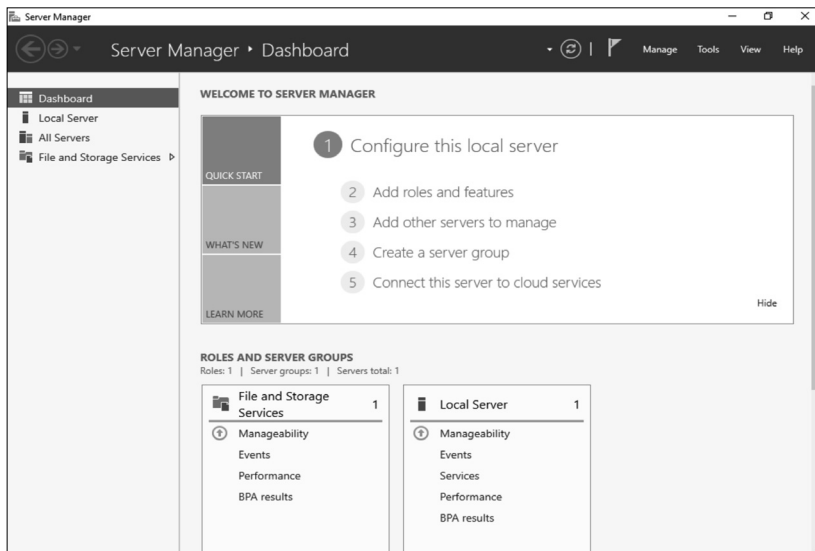 Server Manager
Server Manager • Dashboard
Manage Tools View Help
Dashboard
Local Server
All Servers
File and Storage Services
WELCOME TO SERVER MANAGER
QUICK START
WHAT'S NEW
LEARN MORE
1 Configure this local server
2 Add roles and features
3 Add other servers to manage
4 Create a server group
5 Connect this server to cloud services
Hide
ROLES AND SERVER GROUPS
Roles: 1 | Server groups: 1 | Servers total: 1
File and Storage
Services 1
Manageability
Events
Performance
BPA results
Local Server 1
Manageability
Events
Services
Performance
BPA results